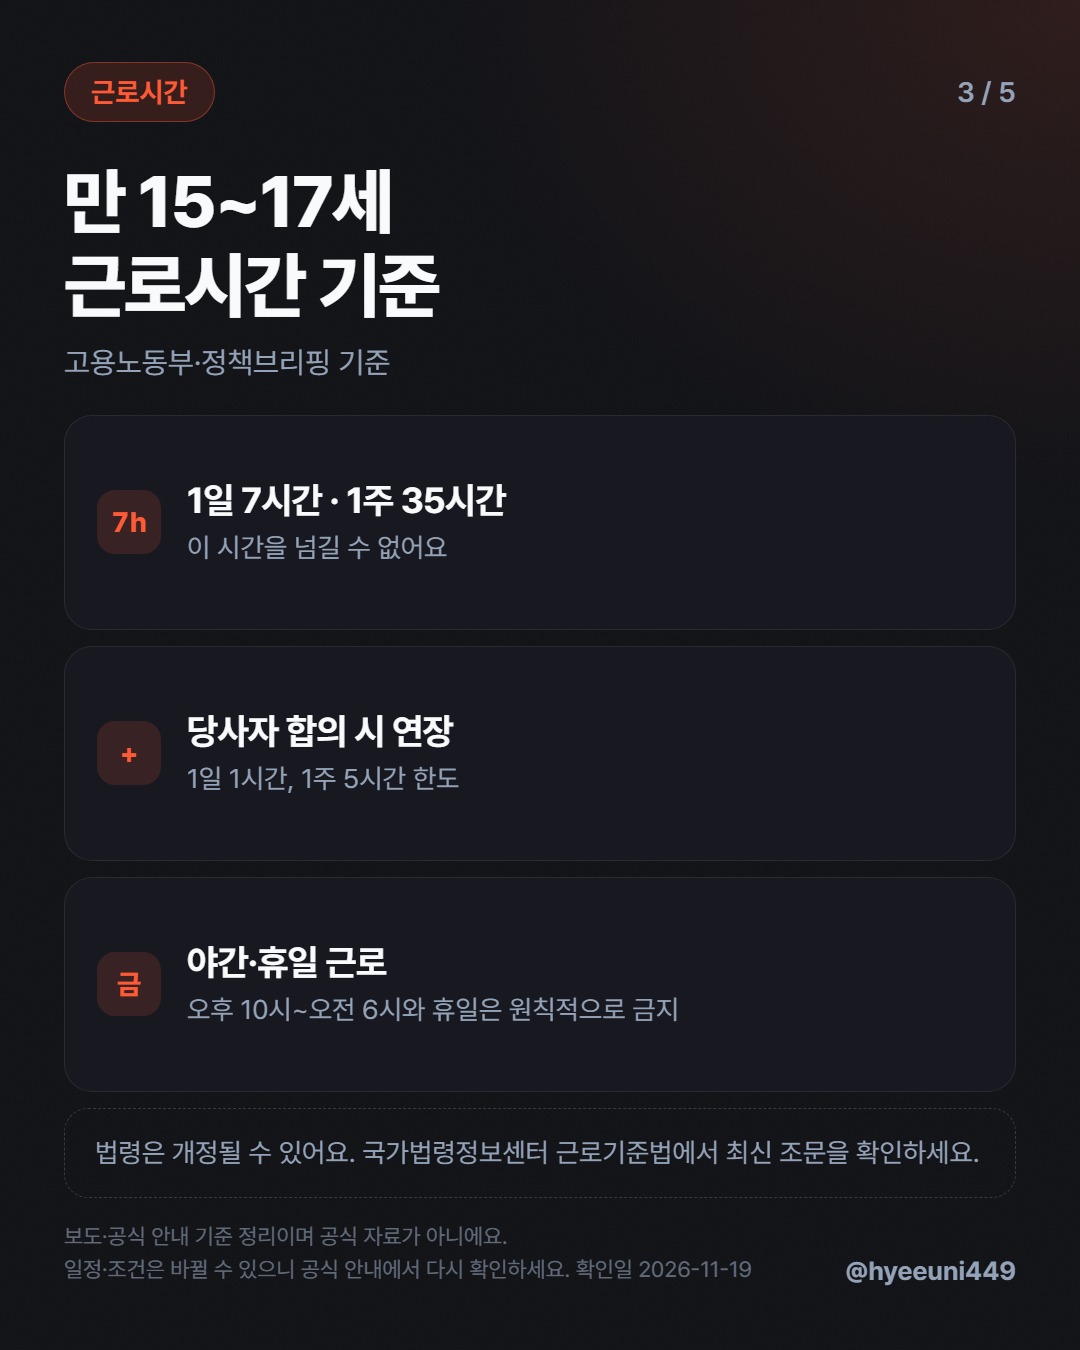 근로시간
3 / 5
만 15~17세
근로시간 기준
고용노동부·정책브리핑 기준
7h
1일 7시간 · 1주 35시간
이 시간을 넘길 수 없어요
+
당사자 합의 시 연장
1일 1시간, 1주 5시간 한도
금
야간·휴일 근로
오후 10시~오전 6시와 휴일은 원칙적으로 금지
법령은 개정될 수 있어요. 국가법령정보센터 근로기준법에서 최신 조문을 확인하세요.
보도·공식 안내 기준 정리이며 공식 자료가 아니에요.
일정·조건은 바뀔 수 있으니 공식 안내에서 다시 확인하세요. 확인일 2026-11-19
@hyeeuni449